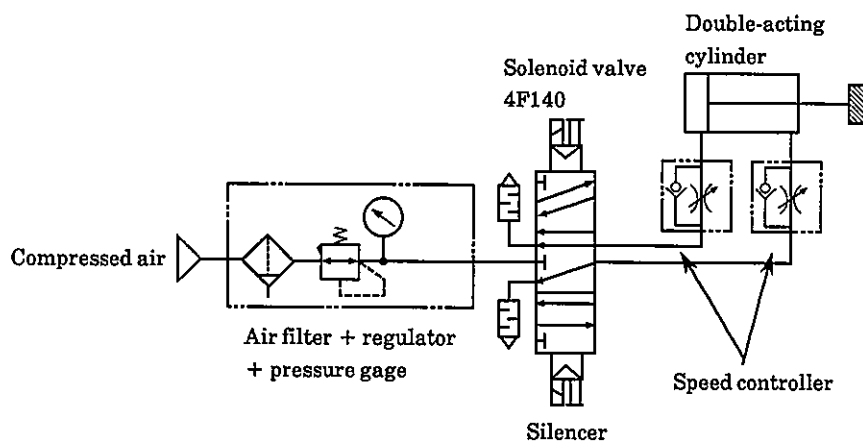 Double-acting
cylinder
Solenoid valve
4F140
Compressed air
Air filter + regulator
+ pressure gage
Speed controller
Silencer